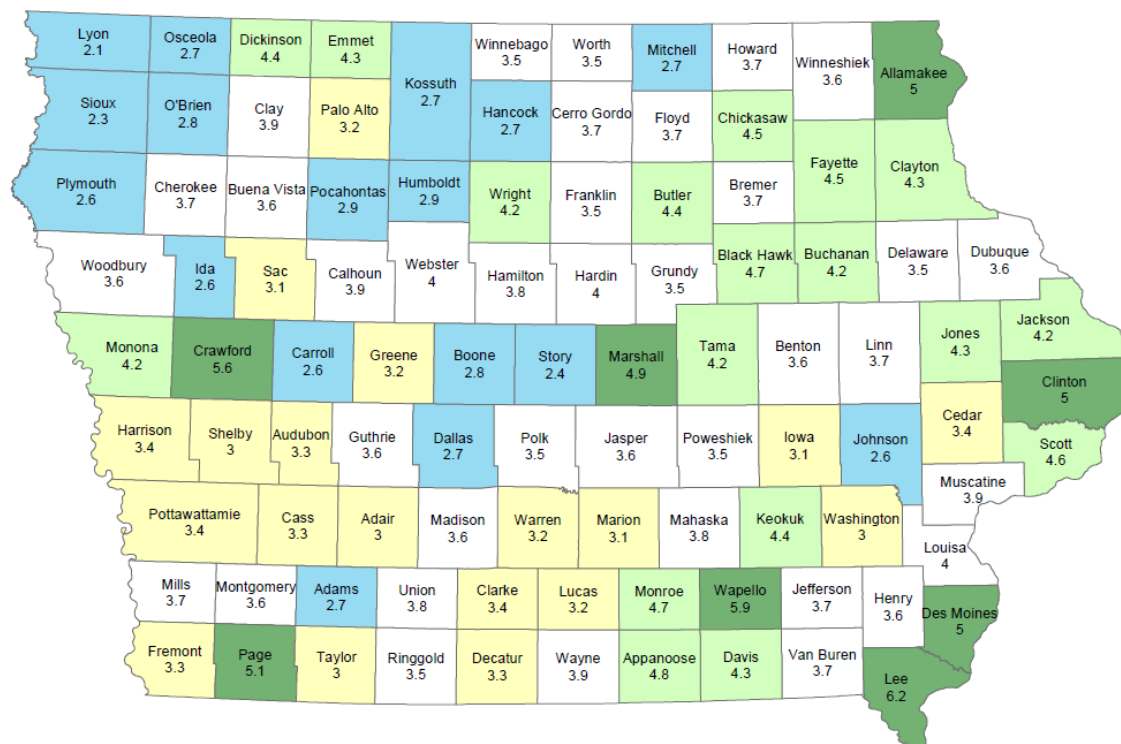 Lyon
2.1
Osceola
2.7
Dickinson
4.4
Emmet
4.3
Kossuth
2.7
Winnebago
3.5
Worth
3.5
Mitchell
2.7
Howard
3.7
Winneshiek
3.6
Allamakee
5
Sioux
2.3
O'Brien
2.8
Clay
3.9
Palo Alto
3.2
Hancock
2.7
Cerro Gordo
3.7
Floyd
3.7
Chickasaw
4.5
Fayette
4.5
Clayton
4.3
Plymouth
2.6
Cherokee
3.7
Buena Vista
3.6
Pocahontas
2.9
Humboldt
2.9
Wright
4.2
Franklin
3.5
Butler
4.4
Bremer
3.7
Woodbury
3.6
Ida
2.6
Sac
3.1
Calhoun
3.9
Webster
4
Hamilton
3.8
Hardin
4
Grundy
3.5
Black Hawk
4.7
Buchanan
4.2
Delaware
3.5
Dubuque
3.6
Monona
4.2
Crawford
5.6
Carroll
2.6
Greene
3.2
Boone
2.8
Story
2.4
Marshall
4.9
Tama
4.2
Benton
3.6
Linn
3.7
Jones
4.3
Jackson
4.2
Clinton
5
Harrison
3.4
Shelby
3
Audubon
3.3
Guthrie
3.6
Dallas
2.7
Polk
3.5
Jasper
3.6
Poweshiek
3.5
Iowa
3.1
Johnson
2.6
Cedar
3.4
Scott
4.6
Muscatine
3.9
Pottawattamie
3.4
Cass
3.3
Adair
3
Madison
3.6
Warren
3.2
Marion
3.1
Mahaska
3.8
Keokuk
4.4
Washington
3
Louisa
4
Mills
3.7
Montgomery
3.6
Adams
2.7
Union
3.8
Clarke
3.4
Lucas
3.2
Monroe
4.7
Wapello
5.9
Jefferson
3.7
Henry
3.6
Des Moines
5
Fremont
3.3
Page
5.1
Taylor
3
Ringgold
3.5
Decatur
3.3
Wayne
3.9
Appanoose
4.8
Davis
4.3
Van Buren
3.7
Lee
6.2